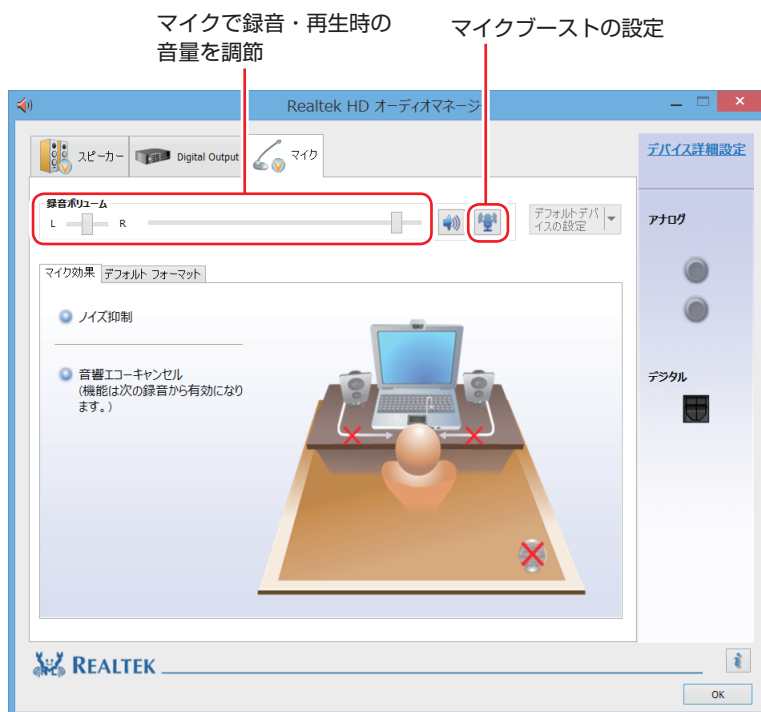 マイクで録音・再生時の
音量を調節
マイクブーストの設定
Realtek HD オーディオマネージ
スピーカー
Digital Output
マイク
デバイス詳細設定
録音ボリューム
L
R
デフォルトデバ
イスの設定
アナログ
マイク効果
デフォルト フォーマット
ノイズ抑制
音響エコーキャンセル
(機能は次の録音から有効になり
ます。)
デジタル
REALTEK
OK